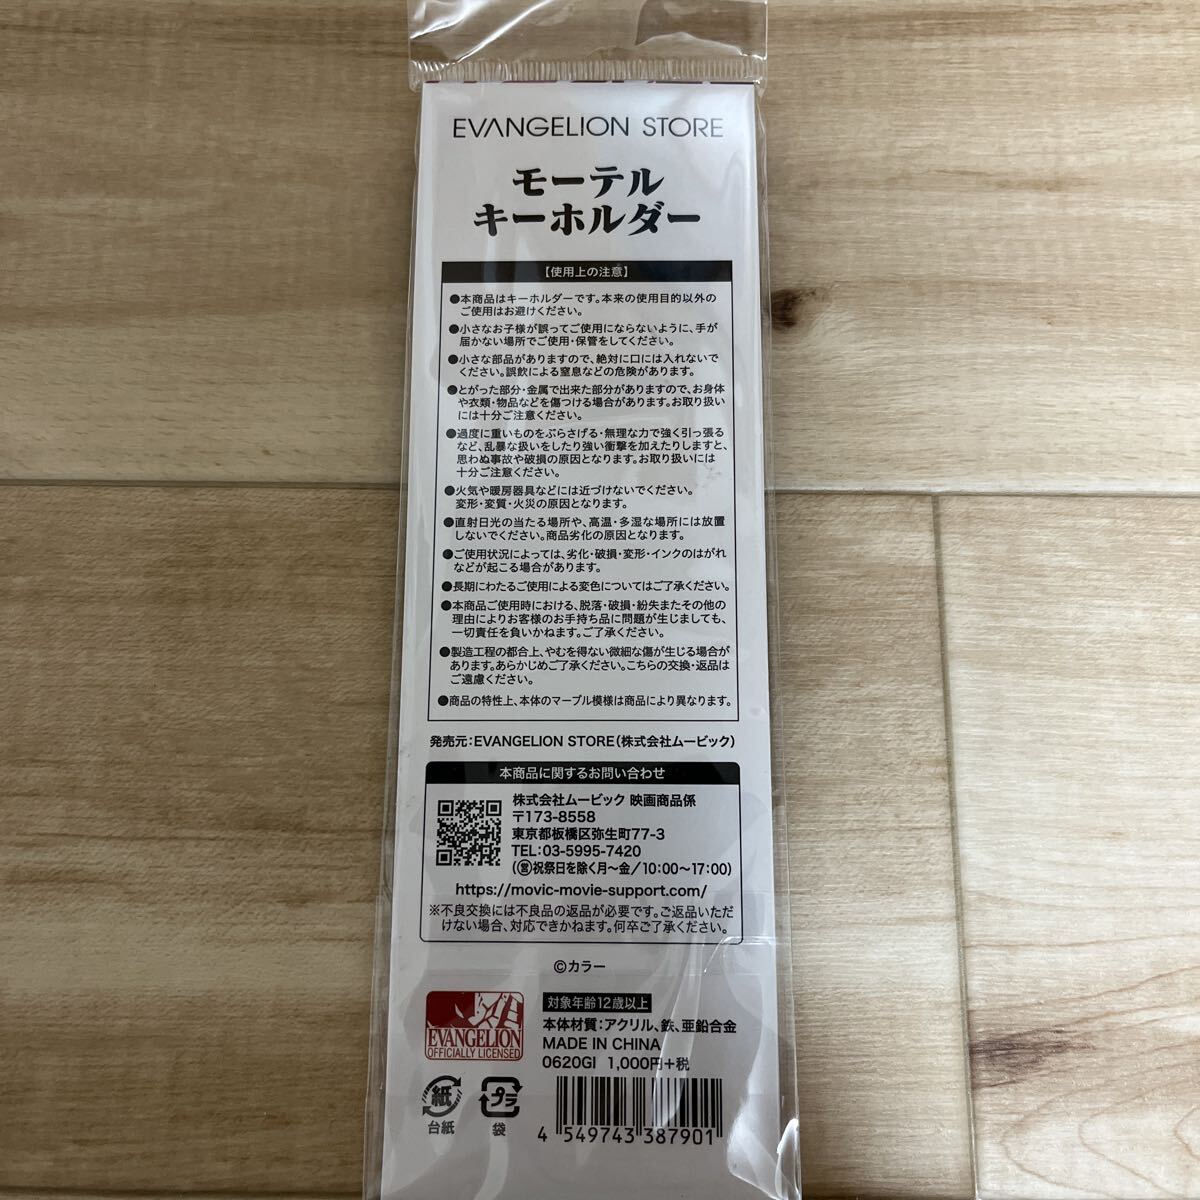 EVANGELION STORE
モーテル
キーホルダー
【使用上の注意】
●本商品はキーホルダーです。本来の使用目的以外の
ご使用はお避けください。
●小さなお子様が誤ってご使用にならないように、手が
届かない場所でご使用・保管をしてください。
●小さな部品がありますので、絶対に口には入れないで
ください。誤飲による窒息などの危険があります。
●とがった部分・金属で出来た部分がありますので、お身体
や衣類・物品などを傷つける場合があります。お取り扱い
には十分ご注意ください。
●過度に重いものをぶらさげる・無理な力で強く引っ張る
など、乱暴な扱いをしたり強い衝撃を加えたりしますと、
思わぬ事故や破損の原因となります。お取り扱いには
十分ご注意ください。
●火気や暖房器具などには近づけないでください。
変形・変質・火災の原因となります。
●直射日光の当たる場所や、高温・多湿な場所には放置
しないでください。商品劣化の原因となります。
●ご使用状況によっては、劣化・破損・変形・インクのはがれ
などが起こる場合があります。
●長期にわたるご使用による変色についてはご了承ください。
●本商品ご使用時における、脱落・破損・紛失またその他の
理由によりお客様のお手持ち品に問題が生じましても、
一切責任を負いかねます。ご了承ください。
●製造工程の都合上、やむを得ない微細な傷が生じる場合が
あります。あらかじめご了承ください。こちらの交換・返品は
ご遠慮ください。
●商品の特性上、本体のマーブル模様は商品により異なります。
発売元：EVANGELION STORE（株式会社ムービック）
本商品に関するお問い合わせ
株式会社ムービック 映画商品係
〒173-8558
東京都板橋区弥生町77-3
TEL：03-5995-7420
（㊡祝祭日を除く月～金／10：00～17：00）
https://movic-movie-support.com/
※不良交換には不良品の返品が必要です。ご返品いただ
けない場合、対応できかねます。何卒ご了承ください。
©カラー
EVANGELION
OFFICIALLY LICENSED
対象年齢12歳以上
本体材質：アクリル、鉄、亜鉛合金
MADE IN CHINA
0620GI 1,000円+税
紙
台紙
プラ
袋
4 549743 387901